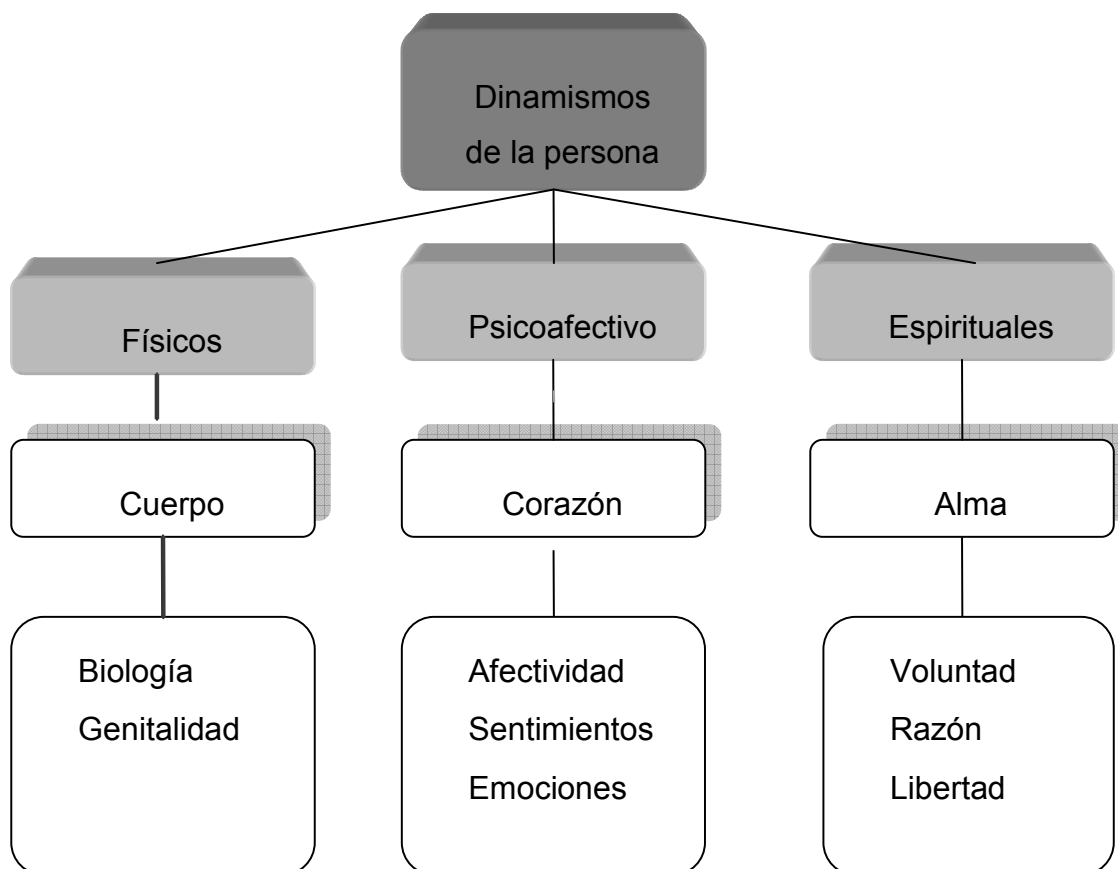 Dinamismos
de la persona
Físicos
Psicoafectivo
Espirituales
Cuerpo
Corazón
Alma
Biología
Genitalidad
Afectividad
Sentimientos
Emociones
Voluntad
Razón
Libertad